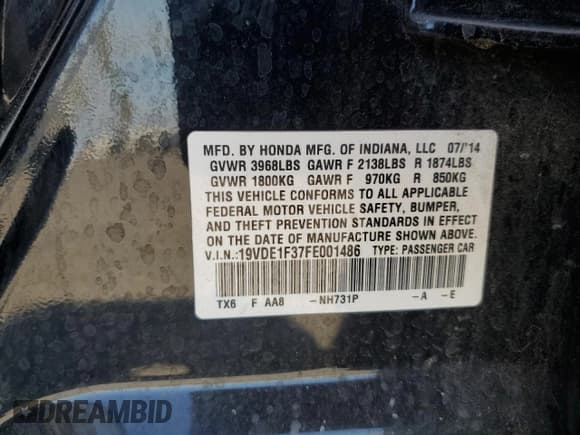 MFD. BY HONDA MFG. OF INDIANA, LLC 07/'14
GVWR 3968LBS GAWR F 2138LBS R 1874LBS
GVWR 1800KG GAWR F 970KG R 850KG
THIS VEHICLE CONFORMS TO ALL APPLICABLE
FEDERAL MOTOR VEHICLE SAFETY, BUMPER,
AND THEFT PREVENTION STANDARDS IN EFFECT
ON THE DATE OF MANUFACTURE SHOWN ABOVE.
V.I.N.:19VDE1F37FE001486 TYPE: PASSENGER CAR
TX6 F AA8 -NH731P -A -E
DREAMBID